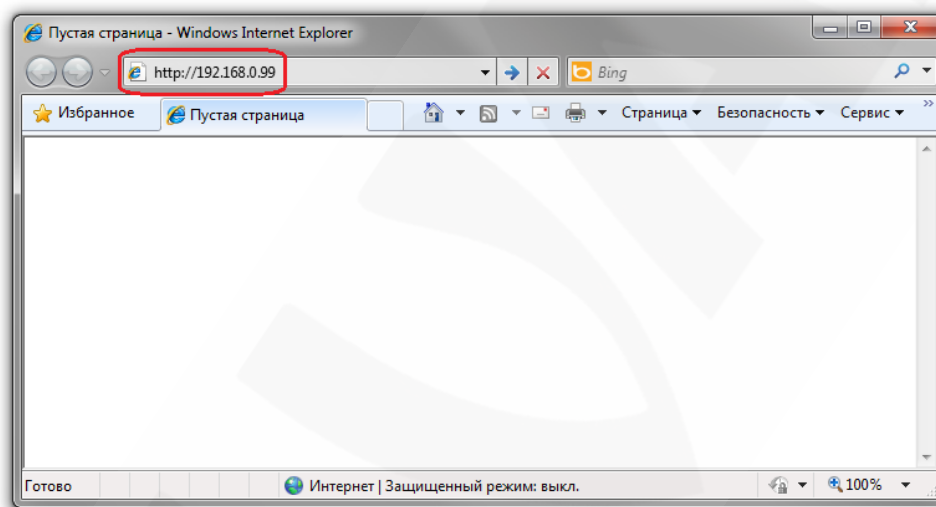 Пустая страница - Windows Internet Explorer
http://192.168.0.99
Bing
Избранное
Пустая страница
Страница
Безопасность
Сервис
Готово
Интернет | Защищенный режим: выкл.
100%